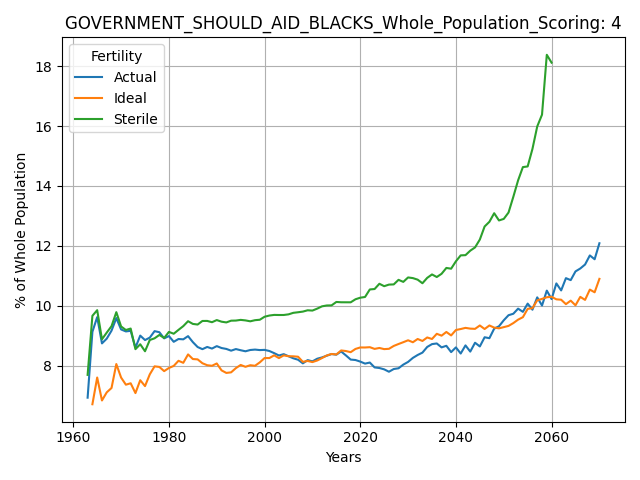 GOVERNMENT_SHOULD_AID_BLACKS_Whole_Population_Scoring: 4
Fertility
Actual
Ideal
Sterile
% of Whole Population
18
16
14
12
10
8
1960
1980
2000
2020
2040
2060
Years